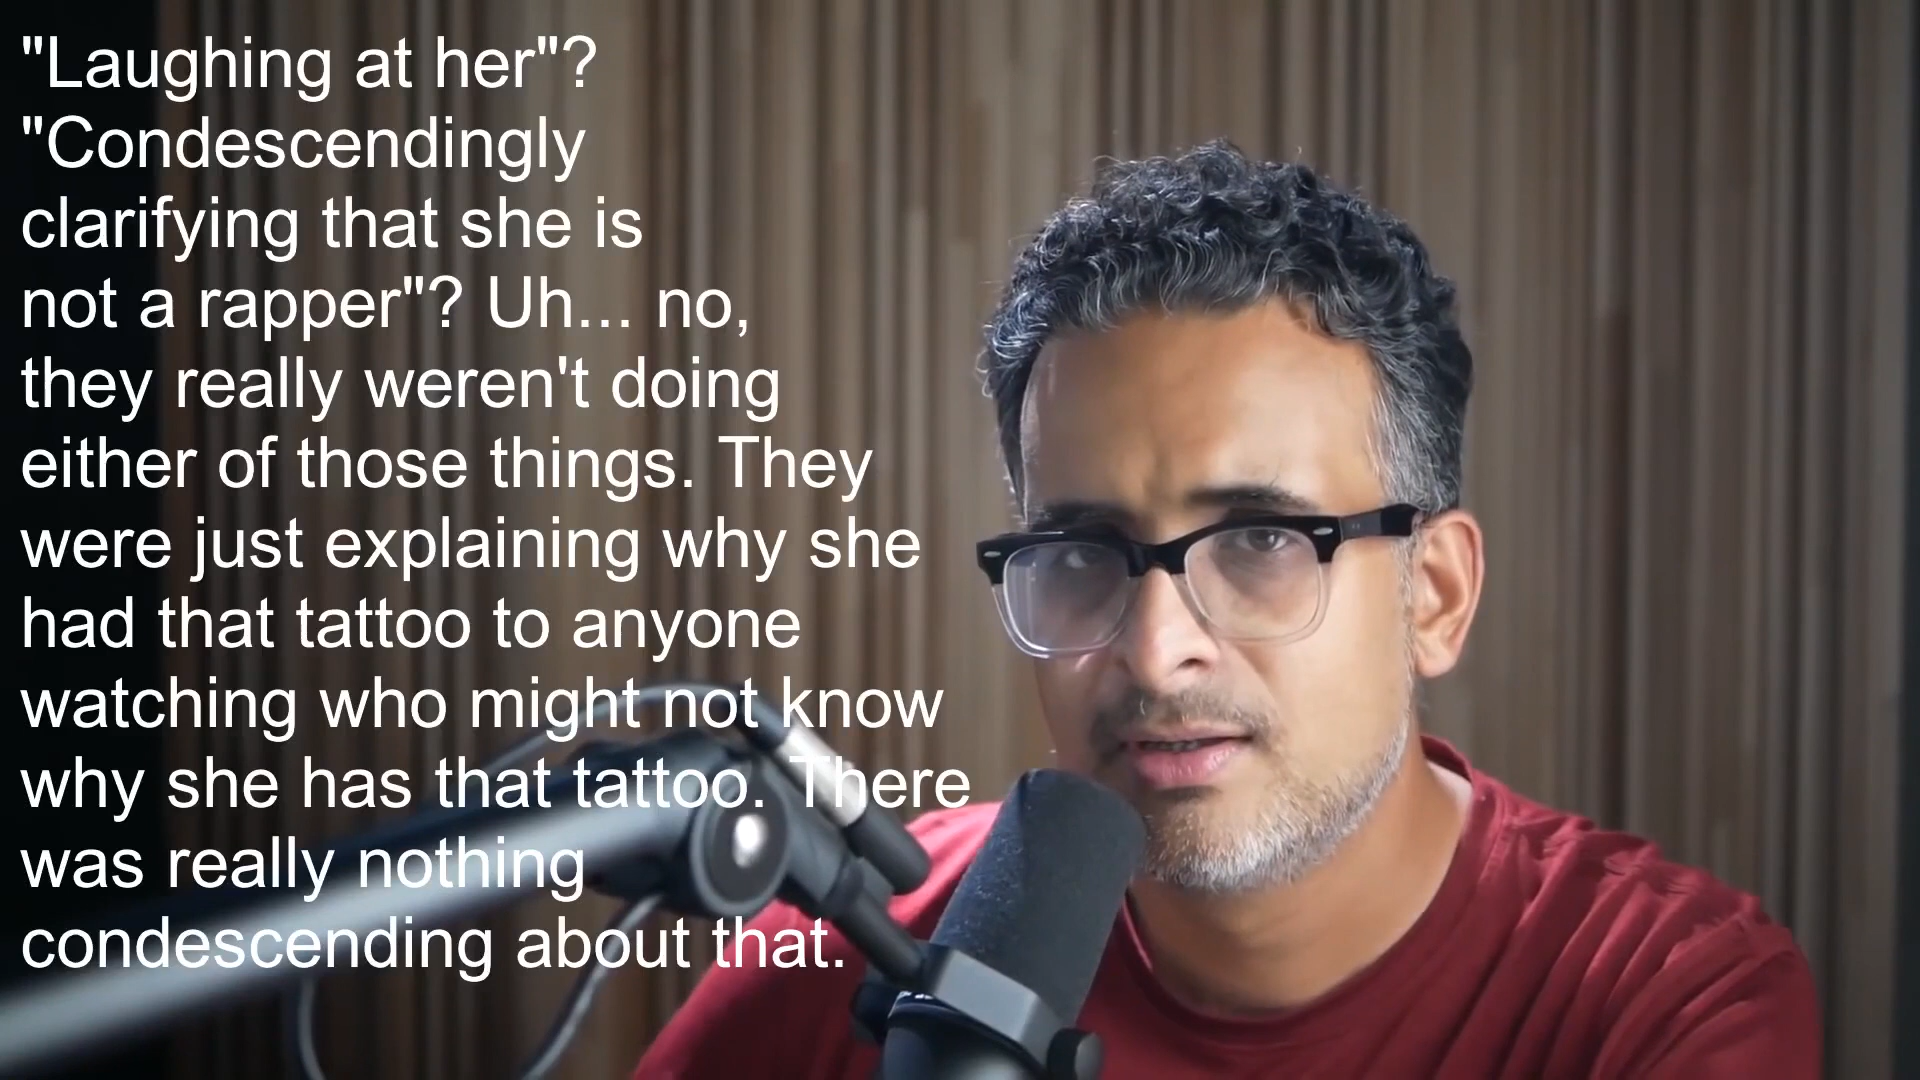 "Laughing at her"?
"Condescendingly
clarifying that she is
not a rapper"? Uh... no,
they really weren't doing
either of those things. They
were just explaining why she
had that tattoo to anyone
watching who might not know
why she has that tattoo. There
was really nothing
condescending about that.